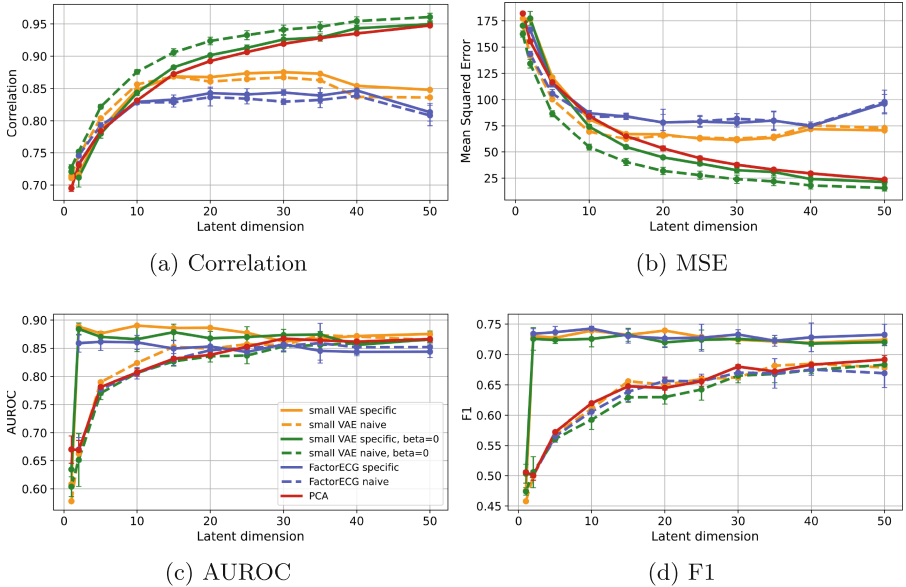 0.95
0.90
0.85
0.80
0.75
0.70
Correlation
0 10 20 30 40 50
Latent dimension
(a) Correlation
175
150
125
100
75
50
25
Mean Squared Error
0 10 20 30 40 50
Latent dimension
(b) MSE
0.90
0.85
0.80
0.75
0.70
0.65
0.60
AUROC
small VAE specific
small VAE naive
small VAE specific, beta=0
small VAE naive, beta=0
FactorECG specific
FactorECG naive
PCA
0 10 20 30 40 50
Latent dimension
(c) AUROC
0.75
0.70
0.65
0.60
0.55
0.50
0.45
F1
0 10 20 30 40 50
Latent dimension
(d) F1